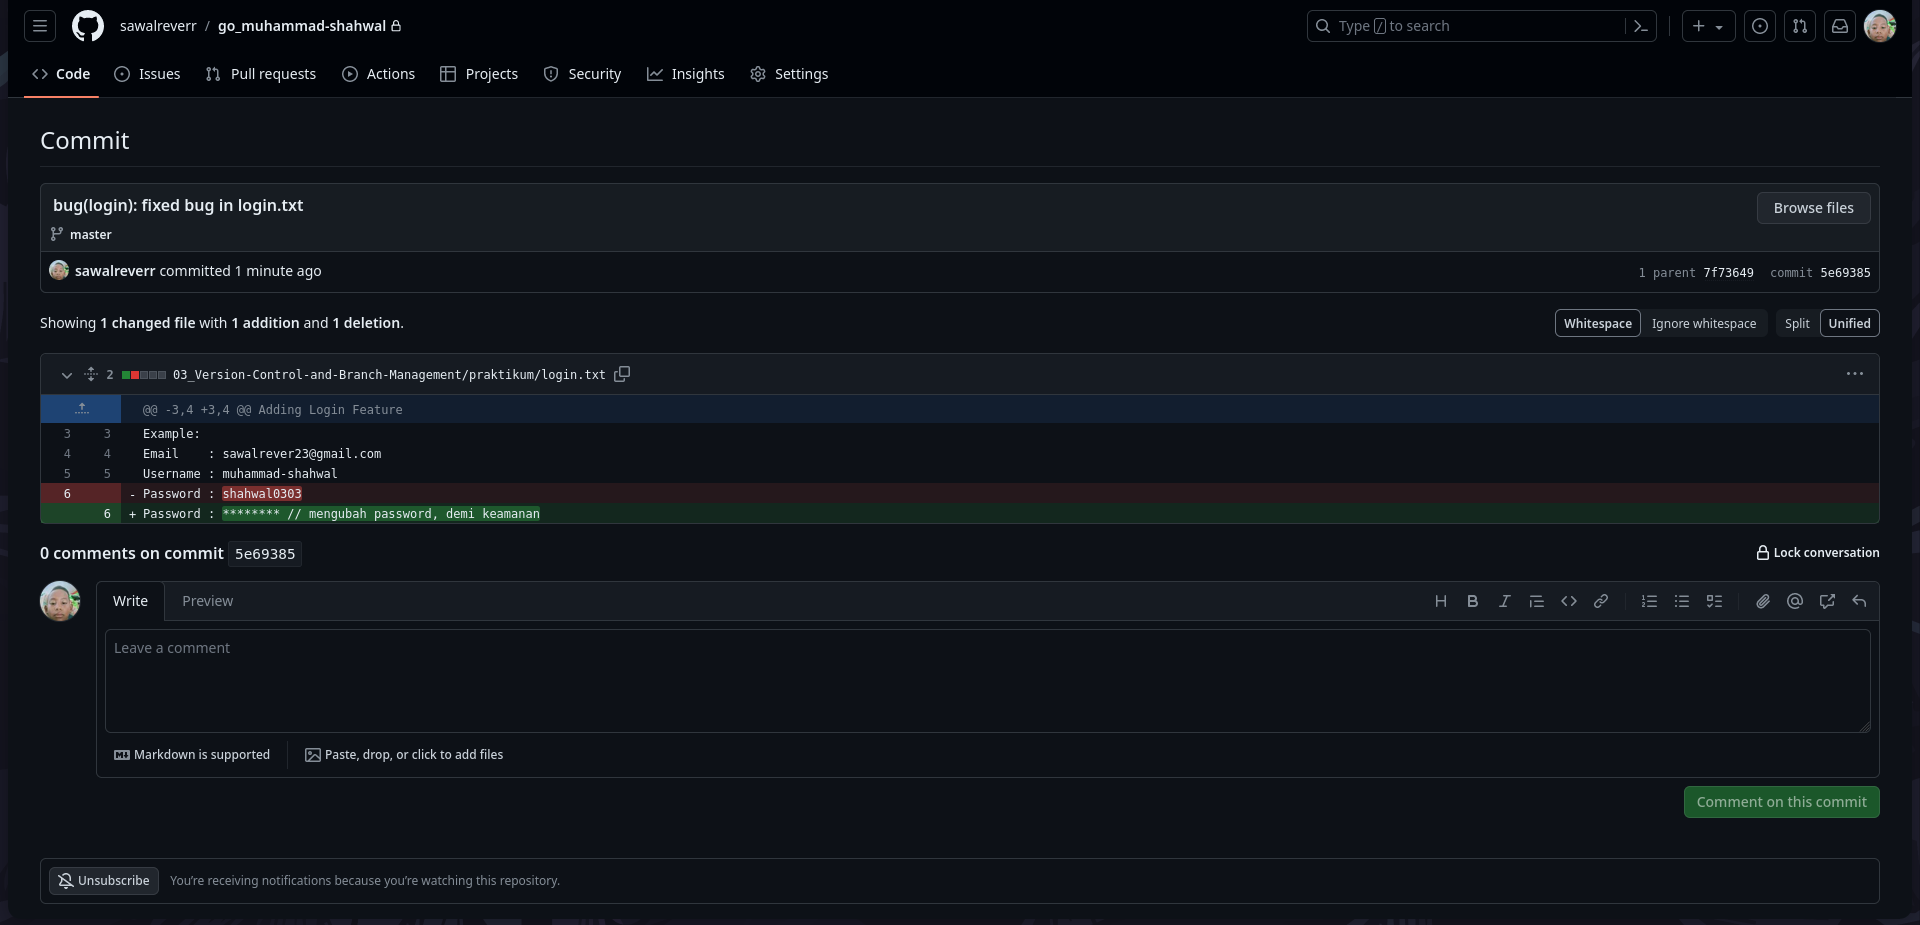 sawalreverr / go_muhammad-shahwal
Type / to search
Code Issues Pull requests Actions Projects Security Insights Settings
Commit
bug(login): fixed bug in login.txt
Browse files
master
sawalreverr committed 1 minute ago
1 parent 7f73649 commit 5e69385
Showing 1 changed file with 1 addition and 1 deletion.
Whitespace Ignore whitespace Split Unified
2 03_Version-Control-and-Branch-Management/praktikum/login.txt
@@ -3,4 +3,4 @@ Adding Login Feature
3 3 Example:
4 4 Email    : sawalrever23@gmail.com
5 5 Username : muhammad-shahwal
6 - Password : shahwal0303
6 + Password : ******** // mengubah password, demi keamanan
0 comments on commit 5e69385
Lock conversation
Write Preview
Leave a comment
Markdown is supported Paste, drop, or click to add files
Comment on this commit
Unsubscribe You're receiving notifications because you're watching this repository.